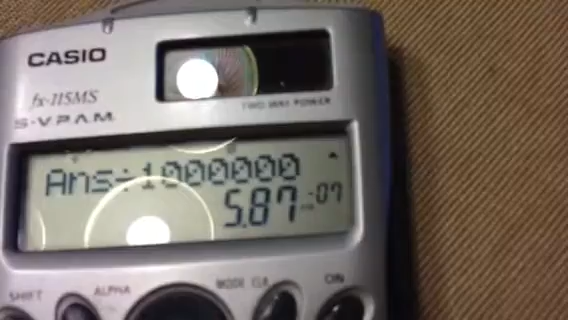 CASIO
fx-115MS
S-V.P.A.M.
TWO WAY POWER
Ans÷1000000
5.87-07
SHIFT
ALPHA
MODE CLR
ON